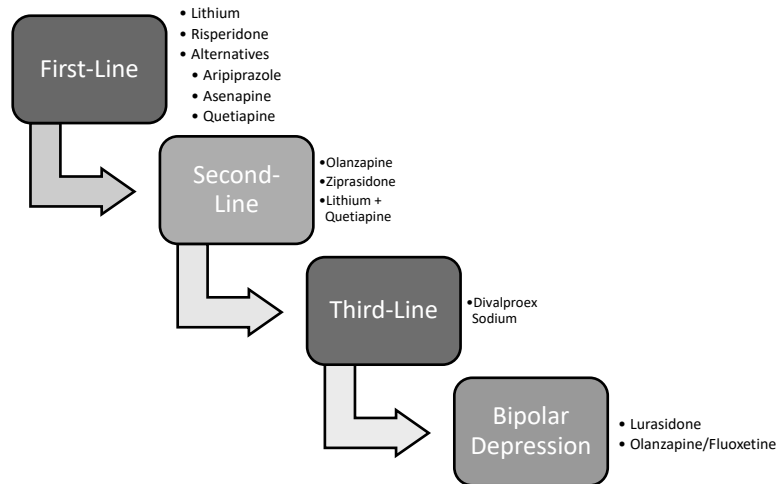 First-Line
• Lithium
• Risperidone
• Alternatives
• Aripiprazole
• Asenapine
• Quetiapine
Second-
Line
•Olanzapine
•Ziprasidone
•Lithium +
Quetiapine
Third-Line
•Divalproex
Sodium
Bipolar
Depression
• Lurasidone
• Olanzapine/Fluoxetine